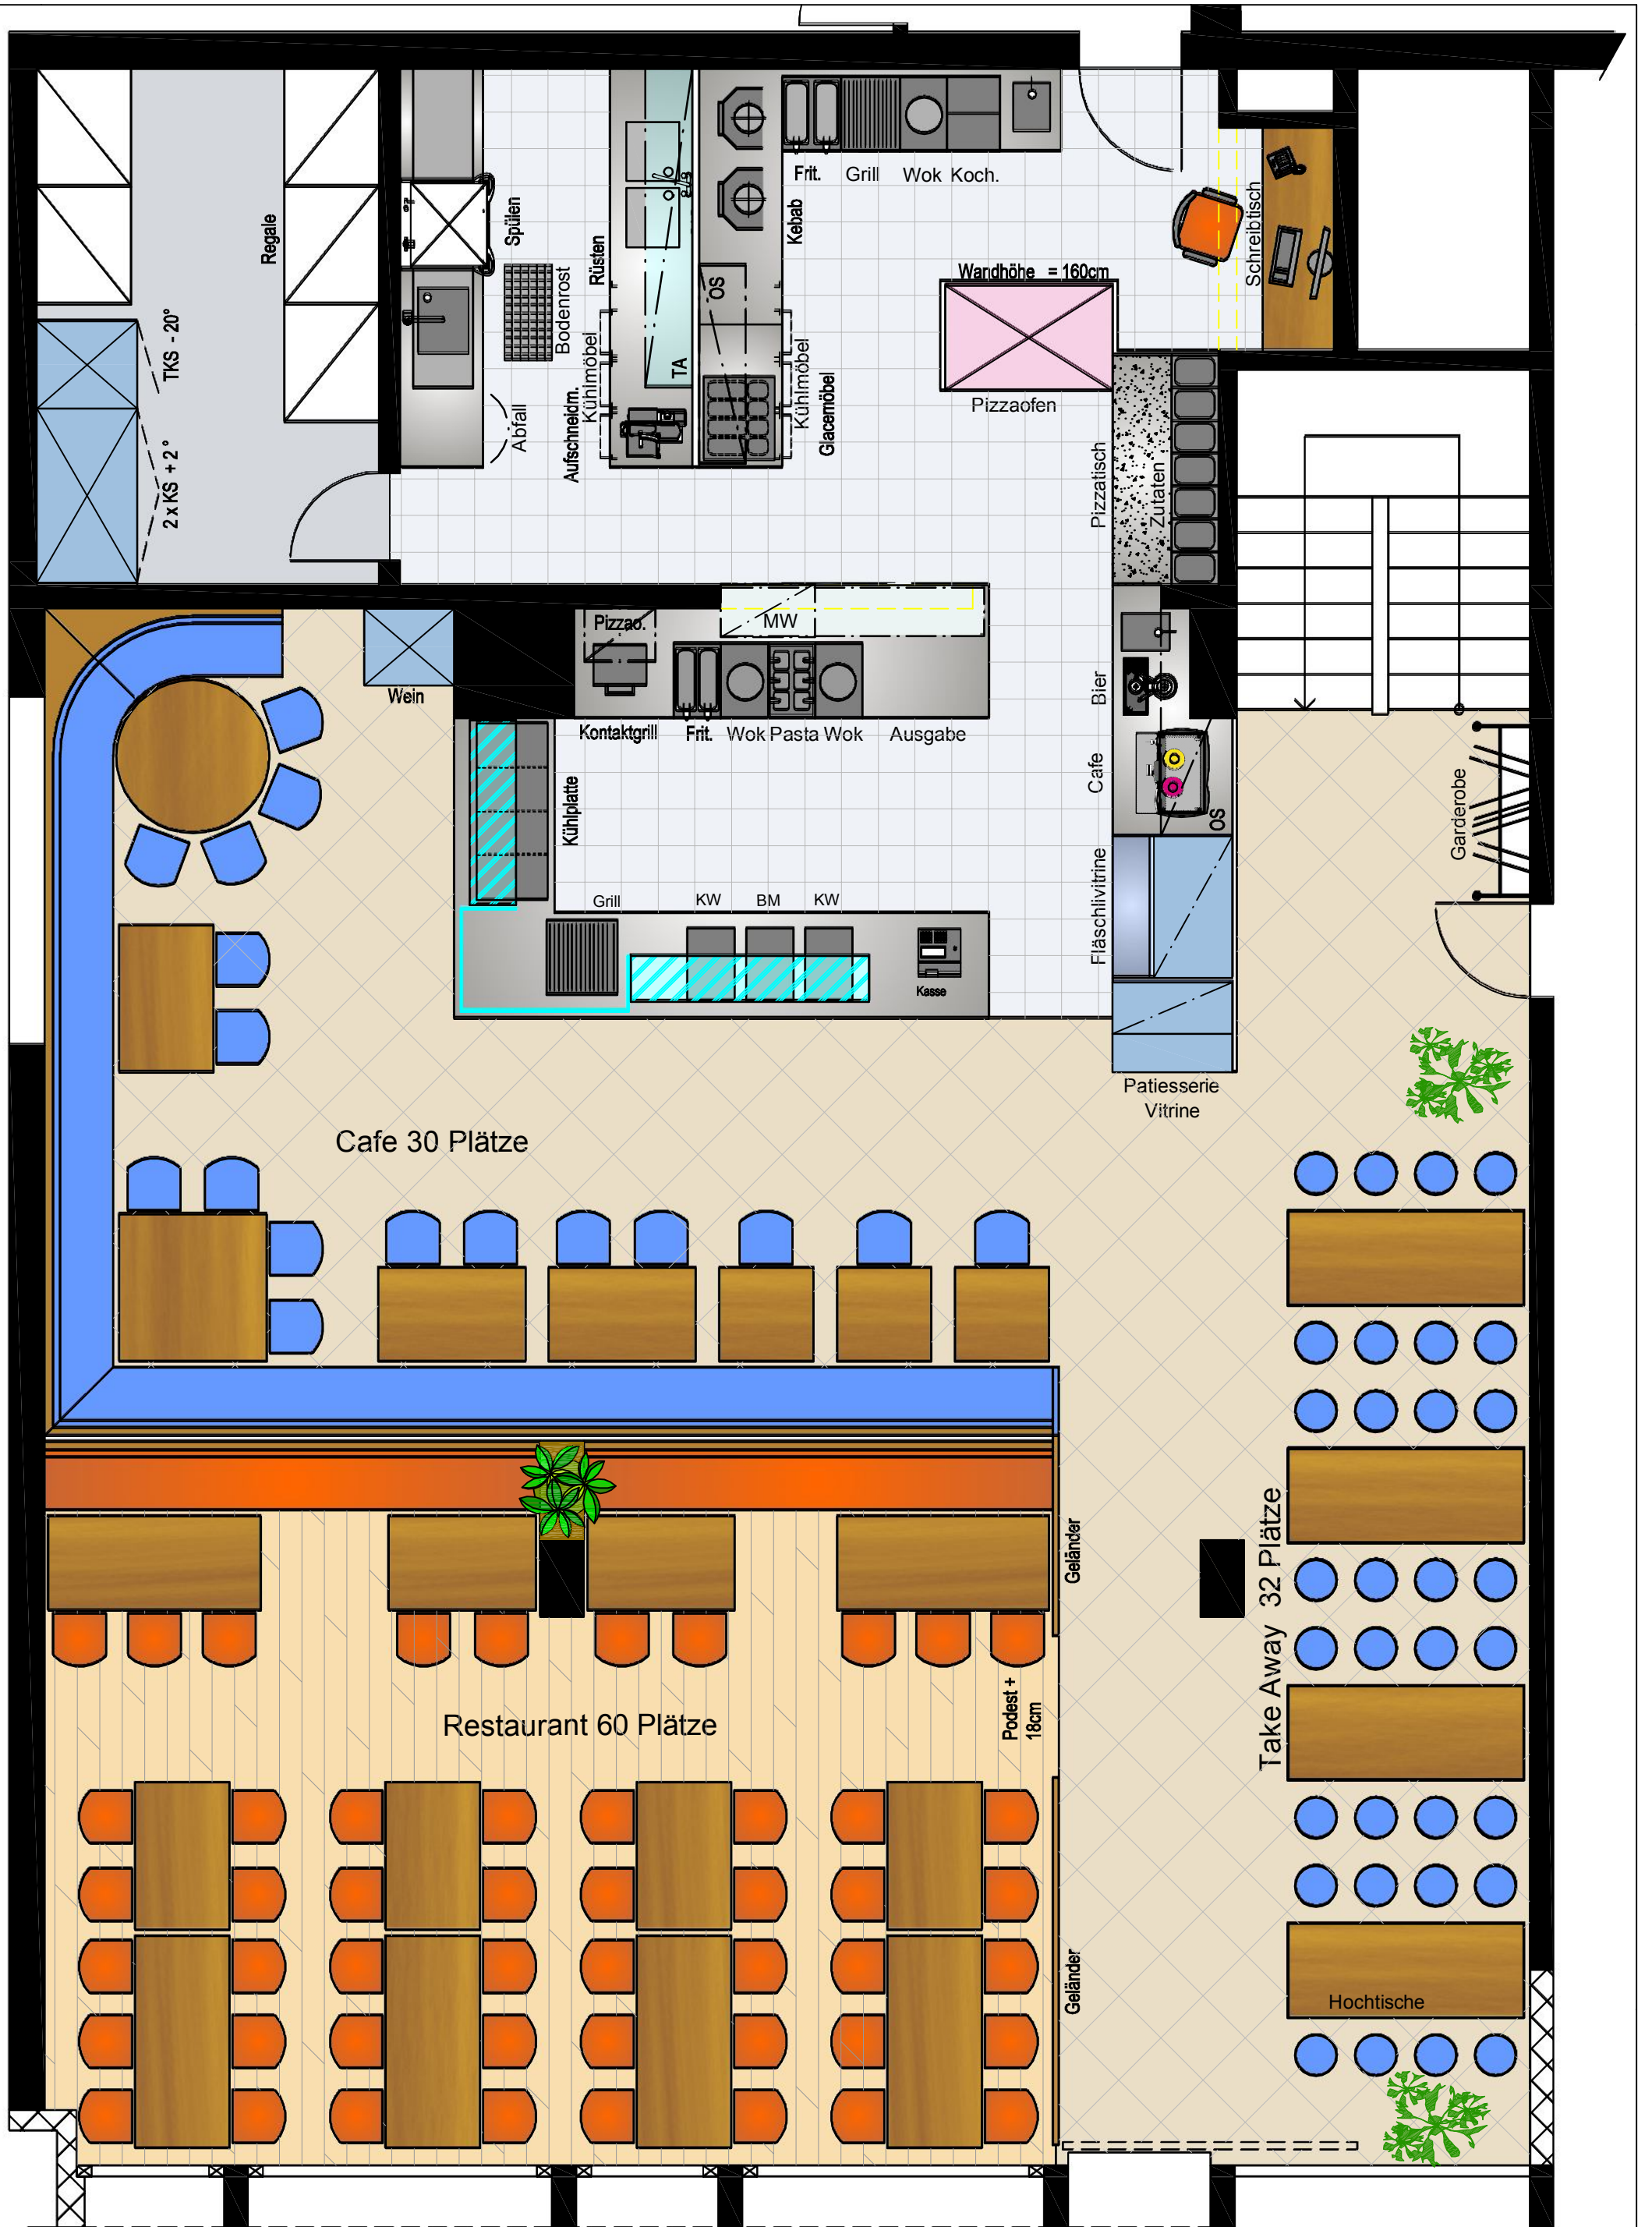 Frit.
Grill
Wok
Koch.
Regale
Spülen
Rüsten
Kebab
Schreibtisch
Wandhöhe = 160cm
OS
Bodenrost
TKS - 20°
Kühlmöbel
TA
Kühlmöbel
Glacemöbel
Pizzaofen
Abfall
Aufschneidm.
2 x KS + 2°
Pizzatisch
Zutaten
Pizzao.
MW
Wein
Bier
Kontaktgrill
Frit.
Wok
Pasta
Wok
Ausgabe
Cafe
OS
Kühlplatte
Garderobe
Grill
KW
BM
KW
Fläschlivitrine
Kasse
Patiesserie
Vitrine
Cafe 30 Plätze
Geländer
Take Away 32 Plätze
Podest +
18cm
Restaurant 60 Plätze
Geländer
Hochtische